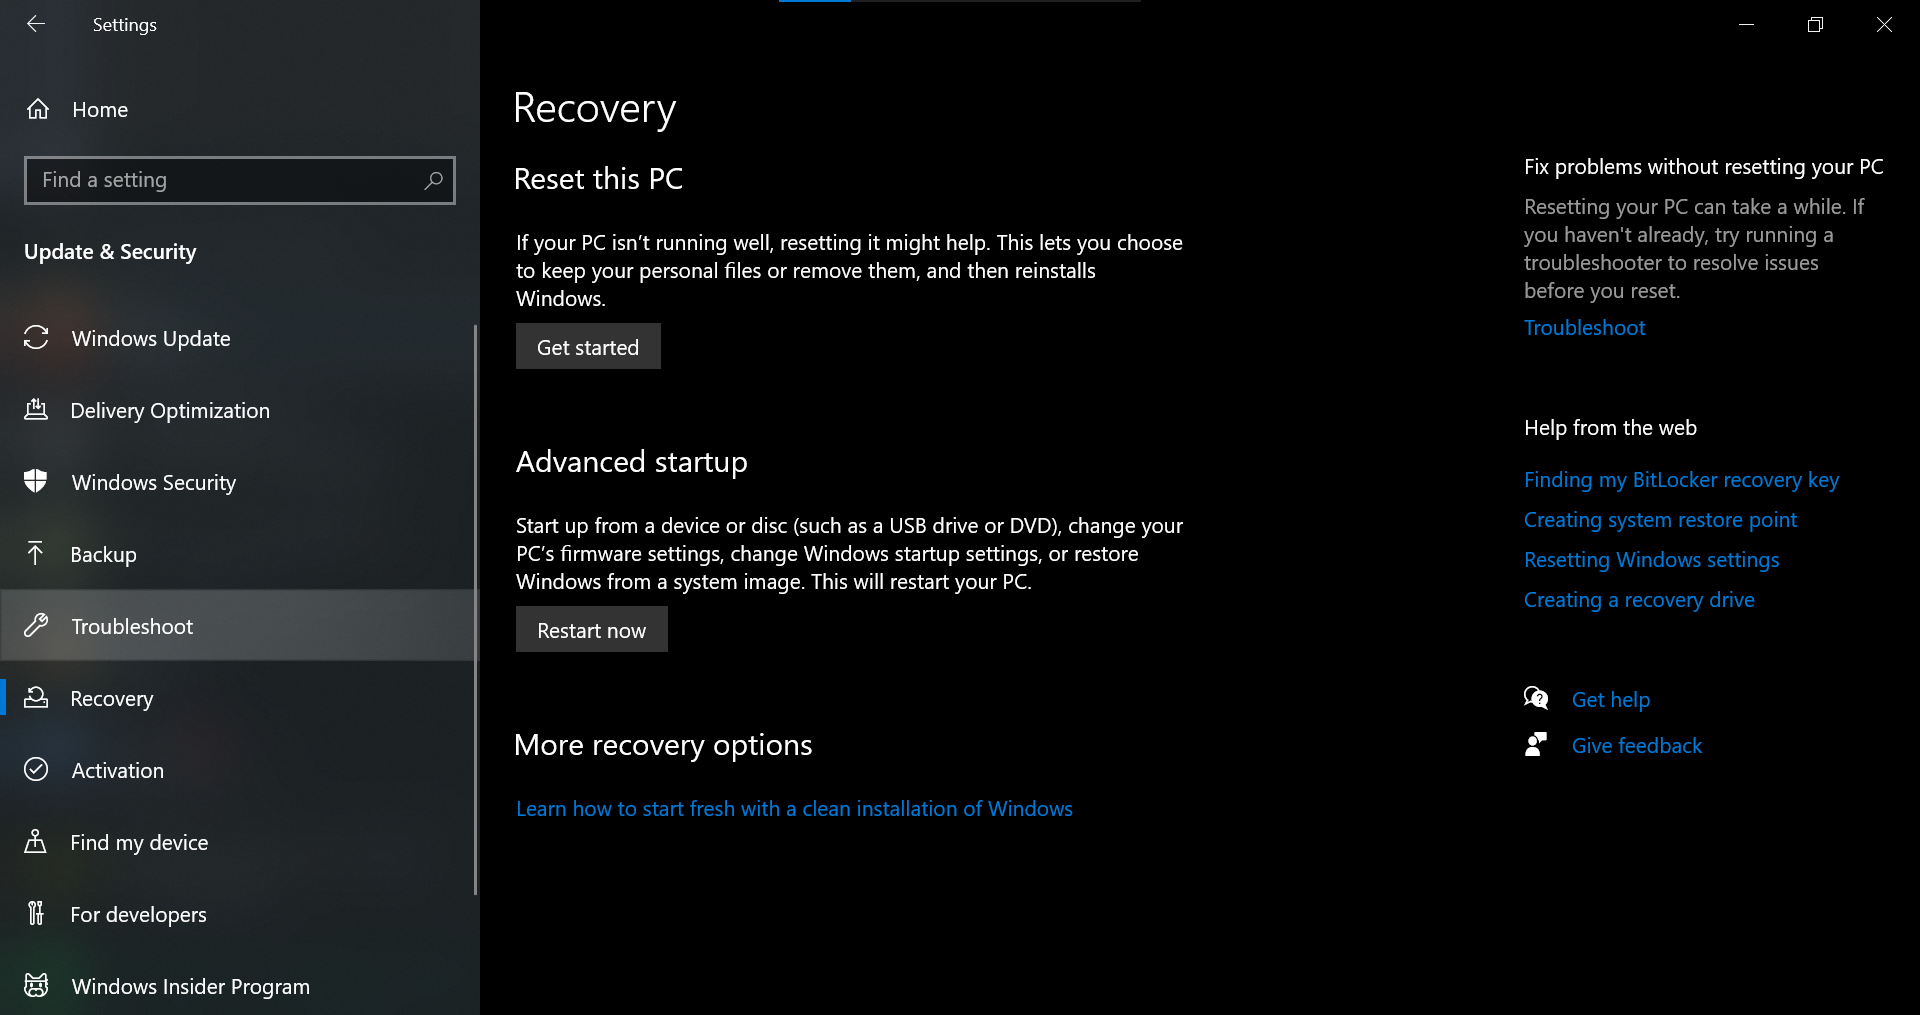 Settings
Home
Find a setting
Update & Security
Windows Update
Delivery Optimization
Windows Security
Backup
Troubleshoot
Recovery
Activation
Find my device
For developers
Windows Insider Program
Recovery
Reset this PC
If your PC isn't running well, resetting it might help. This lets you choose
to keep your personal files or remove them, and then reinstalls
Windows.
Get started
Advanced startup
Start up from a device or disc (such as a USB drive or DVD), change your
PC's firmware settings, change Windows startup settings, or restore
Windows from a system image. This will restart your PC.
Restart now
More recovery options
Learn how to start fresh with a clean installation of Windows
Fix problems without resetting your PC
Resetting your PC can take a while. If
you haven't already, try running a
troubleshooter to resolve issues
before you reset.
Troubleshoot
Help from the web
Finding my BitLocker recovery key
Creating system restore point
Resetting Windows settings
Creating a recovery drive
Get help
Give feedback